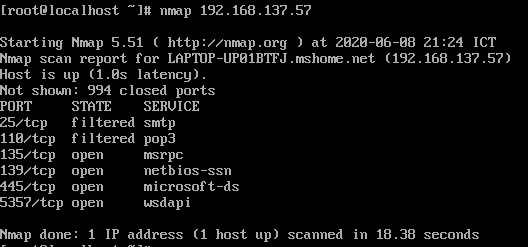 [root@localhost ~]# nmap 192.168.137.57
Starting Nmap 5.51 ( http://nmap.org ) at 2020-06-08 21:24 ICT
Nmap scan report for LAPTOP-UP01BTFJ.mshome.net (192.168.137.57)
Host is up (1.0s latency).
Not shown: 994 closed ports
PORT     STATE    SERVICE
25/tcp   filtered smtp
110/tcp  filtered pop3
135/tcp  open     msrpc
139/tcp  open     netbios-ssn
445/tcp  open     microsoft-ds
5357/tcp open     wsdapi
Nmap done: 1 IP address (1 host up) scanned in 18.38 seconds
[root@localhost ~]#